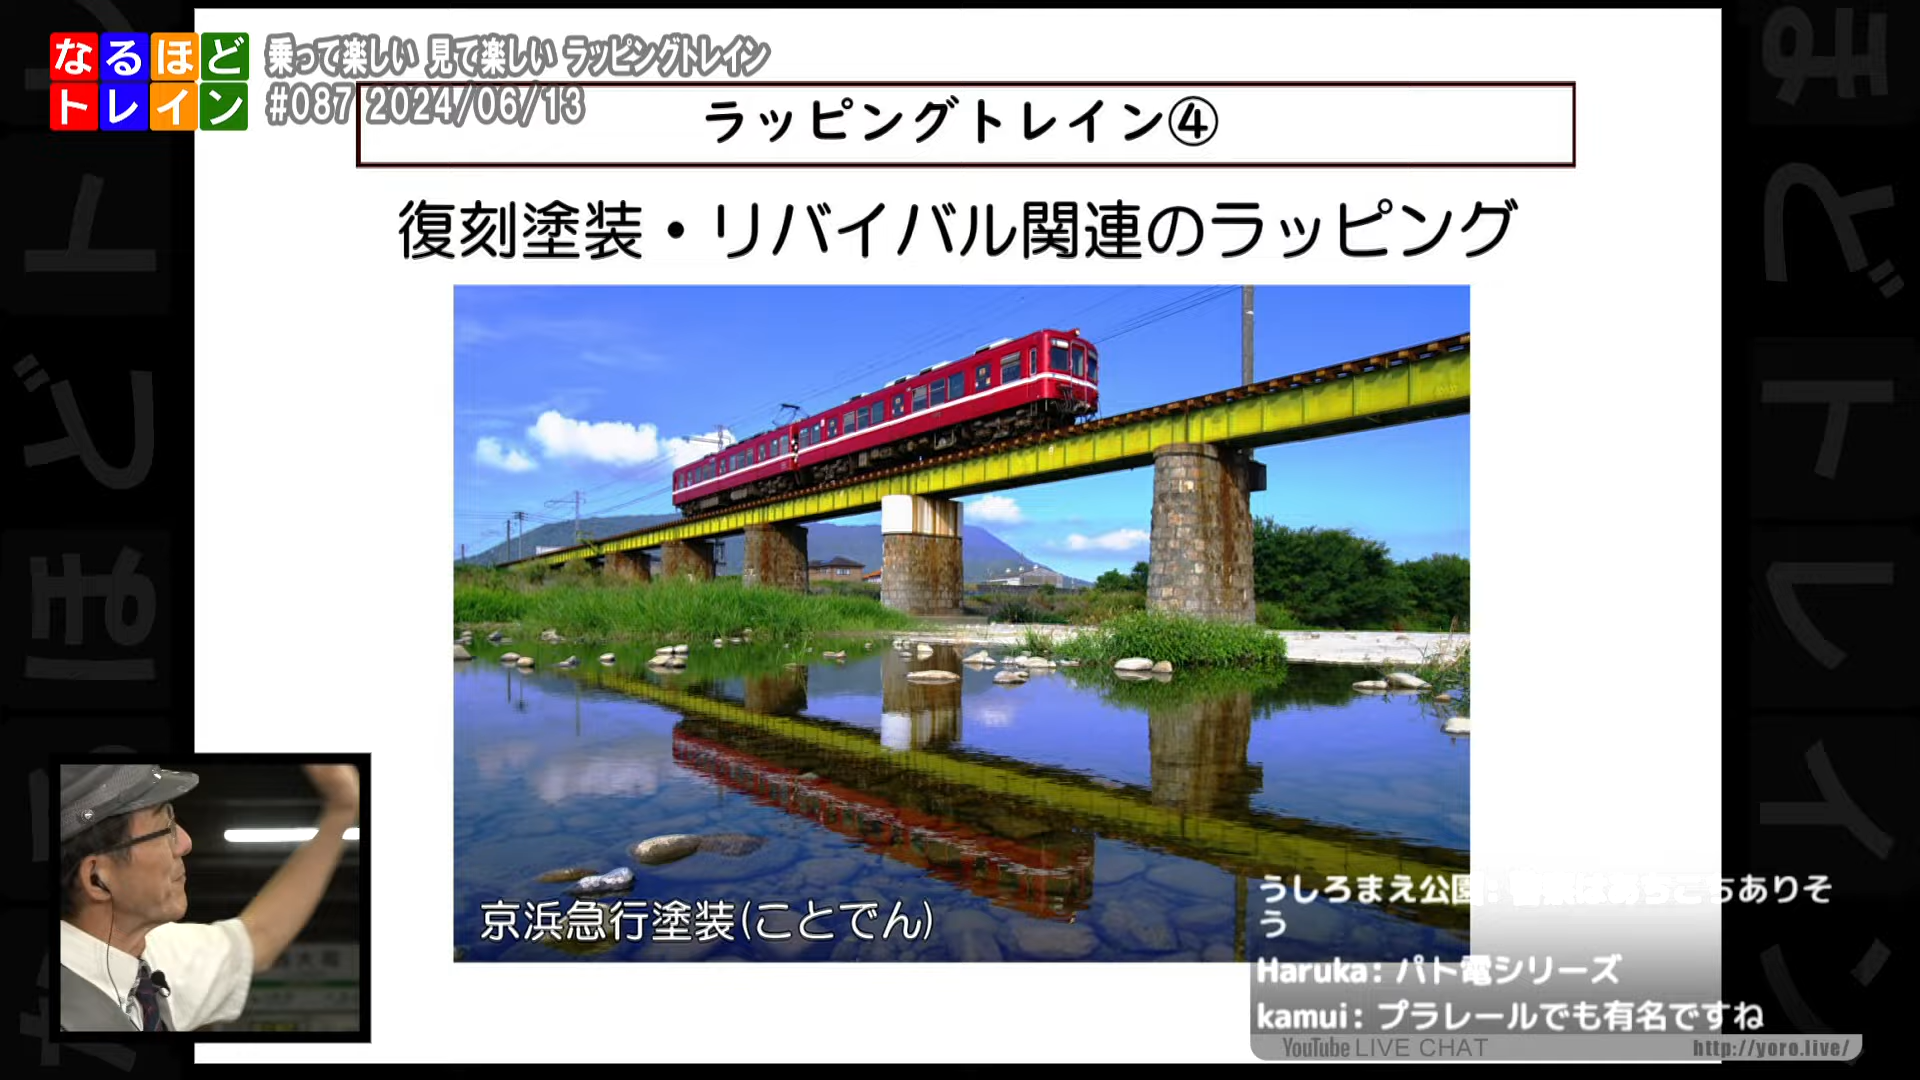 なるほど
トレイン
乗って楽しい 見て楽しい ラッピングトレイン
#087 2024/06/13
ラッピングトレイン④
復刻塗装・リバイバル関連のラッピング
京浜急行塗装(ことでん)
うしろまえ公園: こちありそ
う
Haruka: パト電シリーズ
kamui: プラレールでも有名ですね
YouTube LIVE CHAT
http://yoro.live/